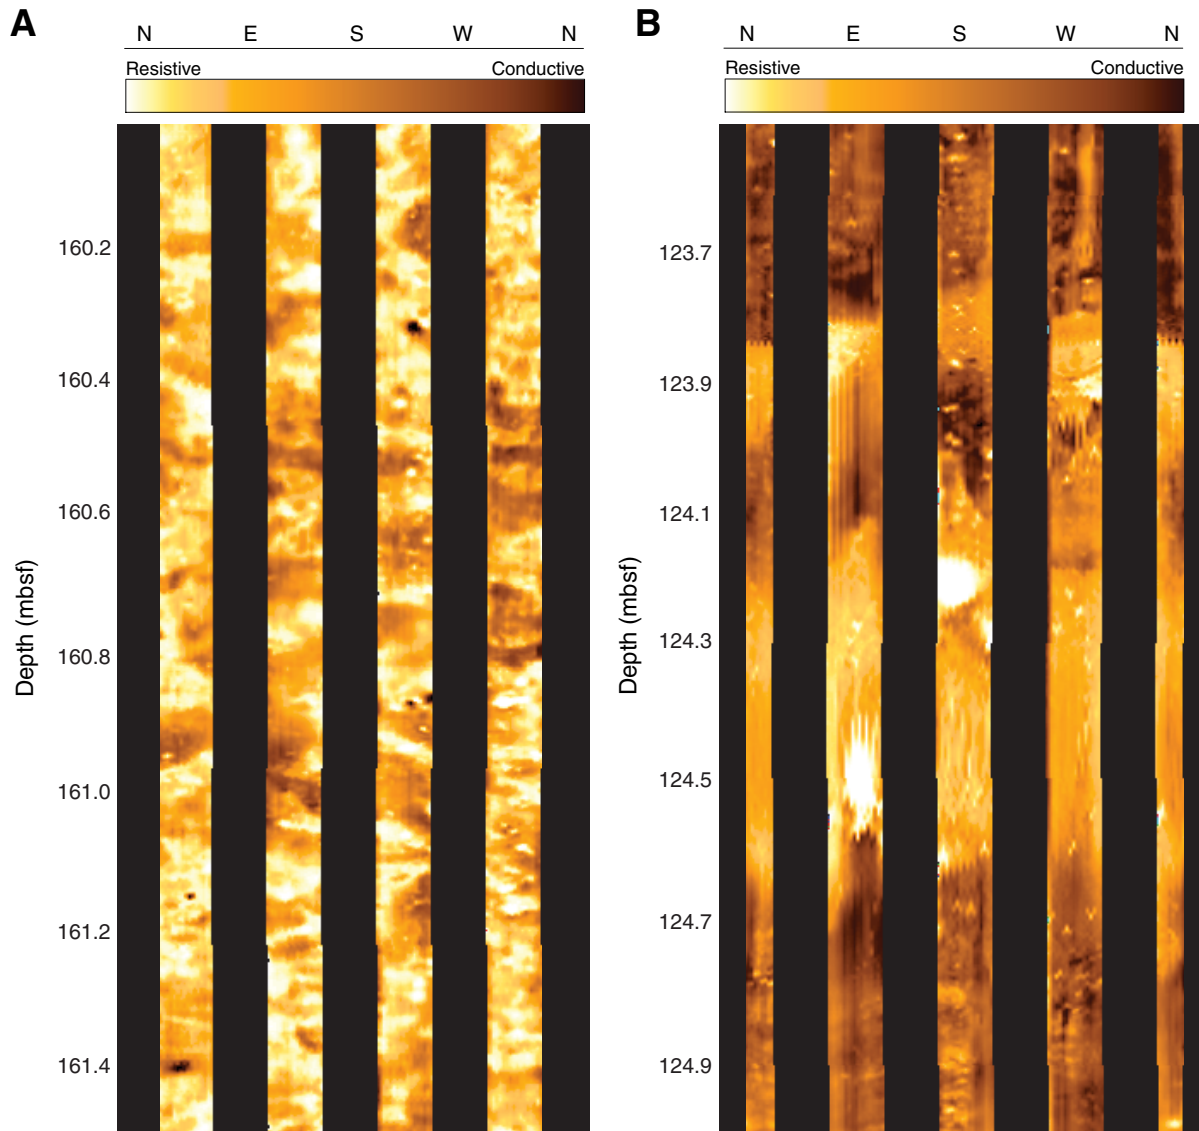 A
N E S W N
Resistive Conductive
160.2
160.4
160.6
160.8
161.0
161.2
161.4
Depth (mbsf)
B
N E S W N
Resistive Conductive
123.7
123.9
124.1
124.3
124.5
124.7
124.9
Depth (mbsf)